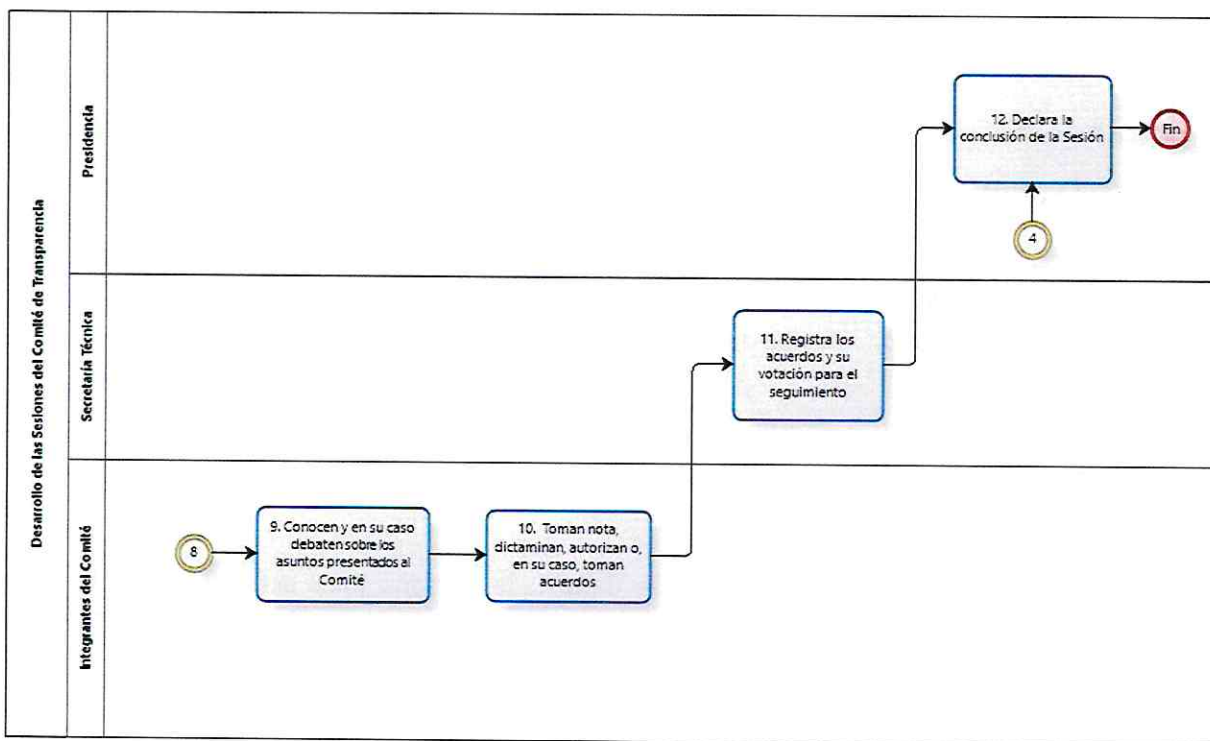 Desarrollo de las Sesiones del Comité de Transparencia
Presidencia
12. Declara la
conclusión de la Sesión
Fin
4
Secretaría Técnica
11. Registra los
acuerdos y su
votación para el
seguimiento
Integrantes del Comité
8
9. Conocen y en su caso
debaten sobre los
asuntos presentados al
Comité
10. Toman nota,
dictaminan, autorizan o,
en su caso, toman
acuerdos